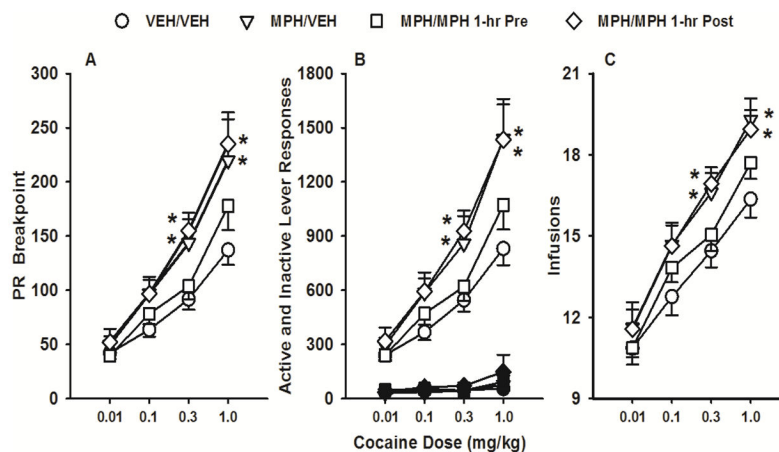 VEH/VEH MPH/VEH MPH/MPH 1-hr Pre MPH/MPH 1-hr Post
A
B
C
PR Breakpoint
300
250
200
150
100
50
0
0.01 0.1 0.3 1.0
* *
* *
Active and Inactive Lever Responses
1800
1500
1200
900
600
300
0
0.01 0.1 0.3 1.0
* *
* *
Infusions
21
18
15
12
9
0.01 0.1 0.3 1.0
* *
* *
Cocaine Dose (mg/kg)